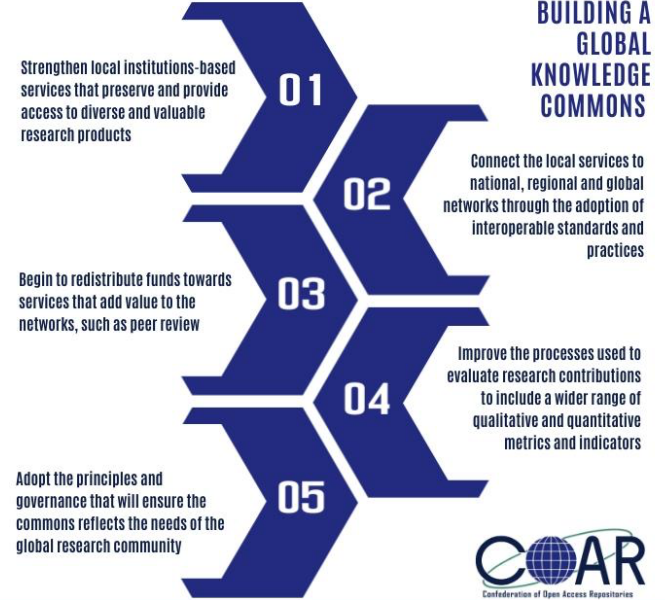 BUILDING A
GLOBAL
KNOWLEDGE
COMMONS
01
Strengthen local institutions-based
services that preserve and provide
access to diverse and valuable
research products
02
Connect the local services to
national, regional and global
networks through the adoption of
interoperable standards and
practices
03
Begin to redistribute funds towards
services that add value to the
networks, such as peer review
04
Improve the processes used to
evaluate research contributions
to include a wider range of
qualitative and quantitative
metrics and indicators
05
Adopt the principles and
governance that will ensure the
commons reflects the needs of the
global research community
COAR
Confederation of Open Access Repositories